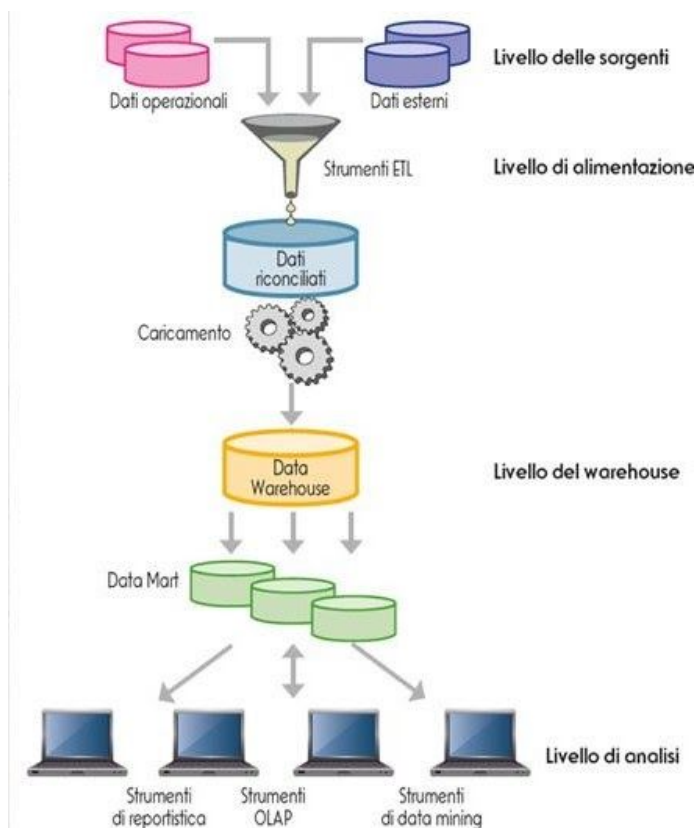 Livello delle sorgenti
Dati operazionali
Dati esterni
Strumenti ETL
Livello di alimentazione
Dati
riconciliati
Caricamento
Data
Warehouse
Livello del warehouse
Data Mart
Livello di analisi
Strumenti
di reportistica
Strumenti
OLAP
Strumenti
di data mining